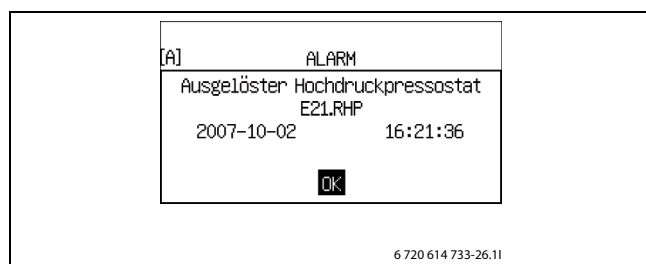 [A] ALARM
Ausgelöster Hochdruckpressostat
E21.RHP
2007-10-02 16:21:36
OK
6 720 614 733-26.1I